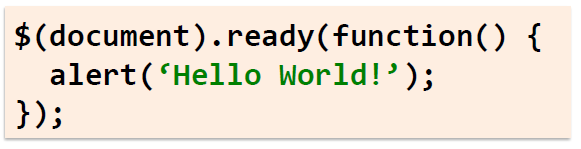 $(document).ready(function() {
  alert(‘Hello World!’);
});